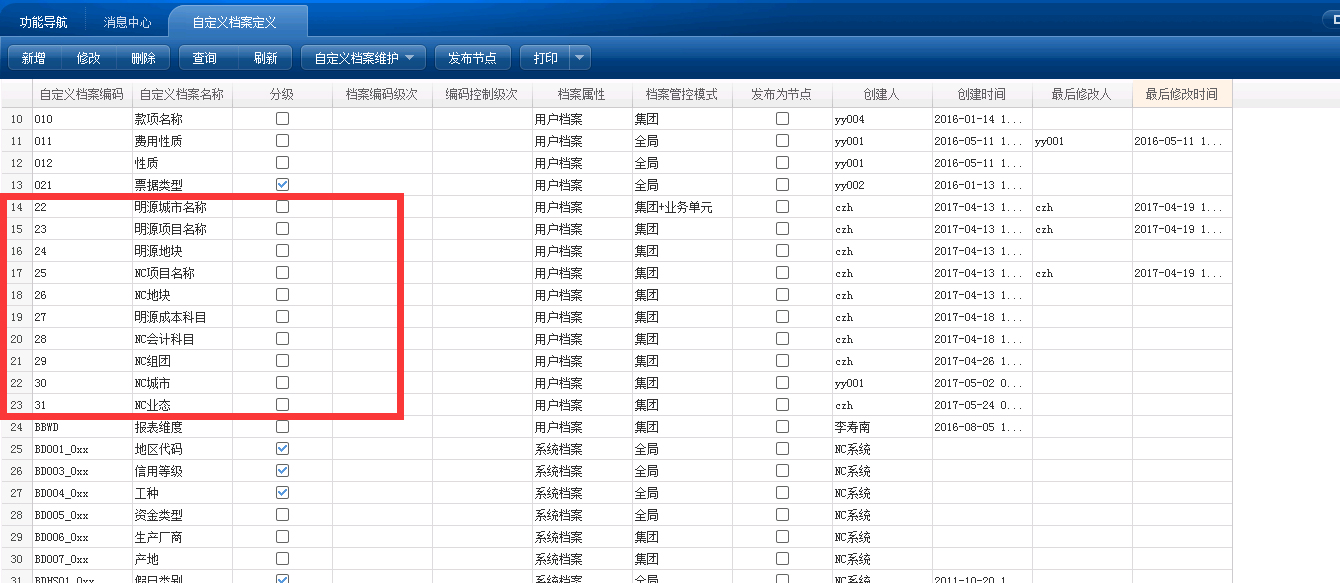 功能导航 消息中心 自定义档案定义
新增 修改 删除 查询 刷新 自定义档案维护 发布节点 打印
自定义档案编码 自定义档案名称 分级 档案编码级次 编码控制级次 档案属性 档案管控模式 发布为节点 创建人 创建时间 最后修改人 最后修改时间
10 010 款项名称 用户档案 集团 yy004 2016-01-14 1...
11 011 费用性质 用户档案 全局 yy001 2016-05-11 1... yy001 2016-05-11 1...
12 012 性质 用户档案 全局 yy001 2016-05-11 1...
13 021 票据类型 用户档案 全局 yy002 2016-01-13 1...
14 22 明源城市名称 用户档案 集团+业务单元 czh 2017-04-13 1... czh 2017-04-19 1...
15 23 明源项目名称 用户档案 集团 czh 2017-04-13 1... czh 2017-04-19 1...
16 24 明源地块 用户档案 集团 czh 2017-04-13 1...
17 25 NC项目名称 用户档案 集团 czh 2017-04-13 1... czh 2017-04-19 1...
18 26 NC地块 用户档案 集团 czh 2017-04-13 1...
19 27 明源成本科目 用户档案 集团 czh 2017-04-18 1...
20 28 NC会计科目 用户档案 集团 czh 2017-04-18 1...
21 29 NC组团 用户档案 集团 czh 2017-04-26 1...
22 30 NC城市 用户档案 集团 yy001 2017-05-02 0...
23 31 NC业态 用户档案 集团 czh 2017-05-24 0...
24 BBWD 报表维度 用户档案 集团 李寿南 2016-08-05 1...
25 BD001_0xx 地区代码 系统档案 全局 NC系统
26 BD003_0xx 信用等级 系统档案 全局 NC系统
27 BD004_0xx 工种 系统档案 全局 NC系统
28 BD005_0xx 资金类型 系统档案 全局 NC系统
29 BD006_0xx 生产厂商 系统档案 集团 NC系统
30 BD007_0xx 产地 系统档案 集团 NC系统
31 BDHS01_0xx 假日类别 系统档案 全局 NC系统 2011-10-20 1...